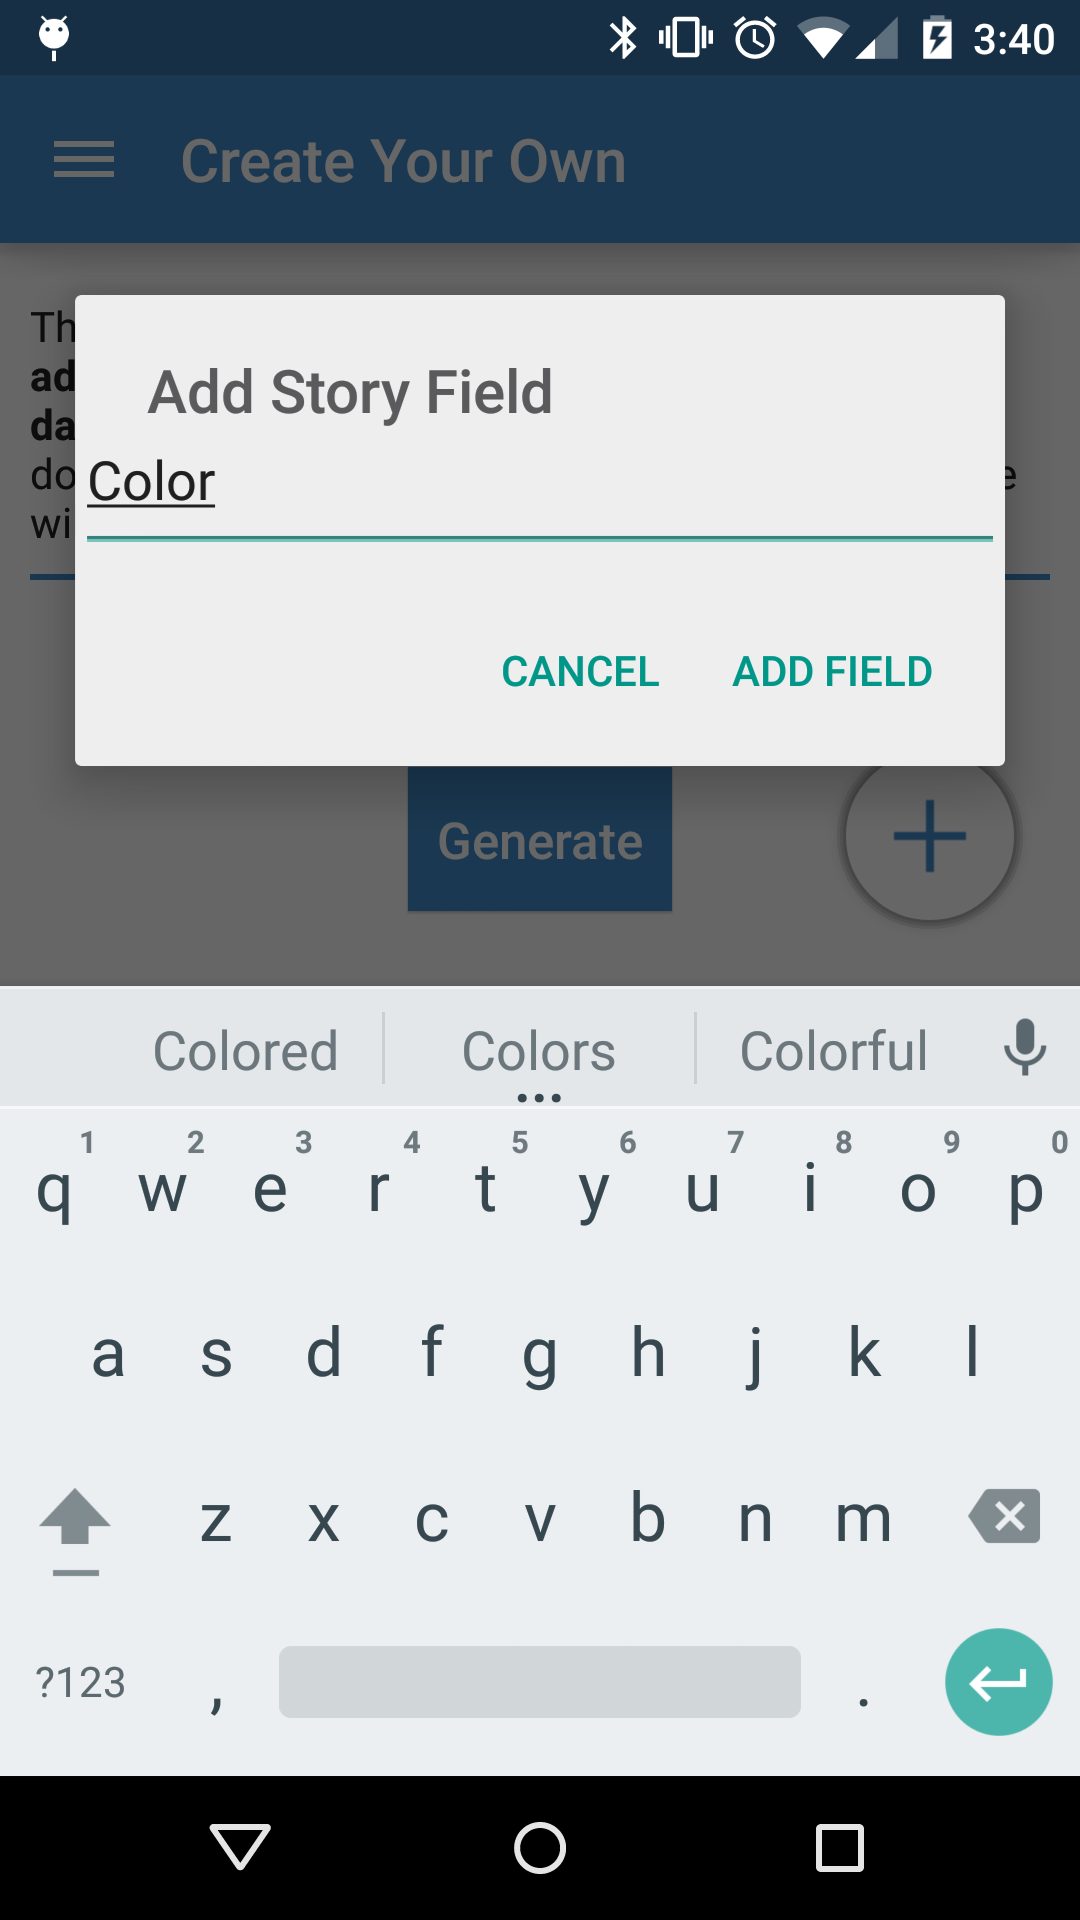 3:40
Create Your Own
Th
ad
da
do e
wi
Add Story Field
Color
CANCEL ADD FIELD
Generate
Colored Colors Colorful
1 2 3 4 5 6 7 8 9 0
q w e r t y u i o p
a s d f g h j k l
z x c v b n m
?123 , .